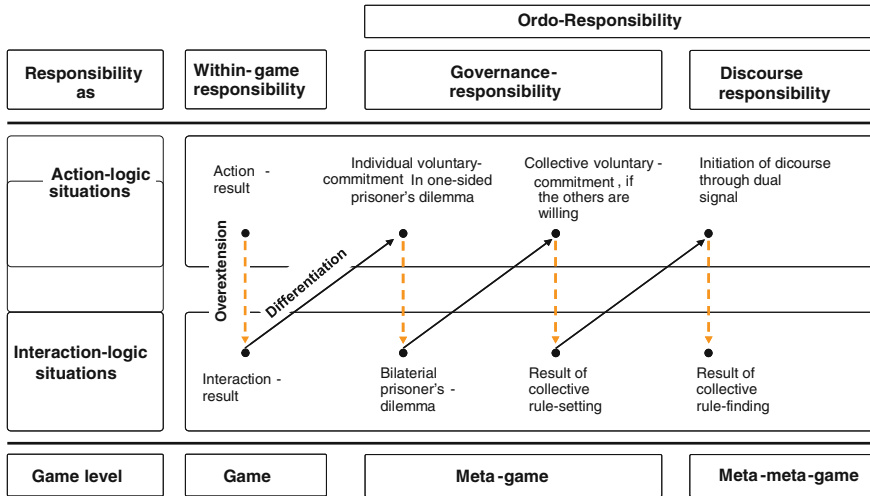 Ordo-Responsibility
Responsibility
as
Within-game
responsibility
Governance-
responsibility
Discourse
responsibility
Action-logic
situations
Action -
result
Individual voluntary-
commitment In one-sided
prisoner's dilemma
Collective voluntary -
commitment, if
the others are
willing
Initiation of dicourse
through dual
signal
Overextension
Differentiation
Interaction-logic
situations
Interaction -
result
Bilaterial
prisoner's -
dilemma
Result of
collective
rule-setting
Result of
collective
rule-finding
Game level
Game
Meta-game
Meta-meta-game